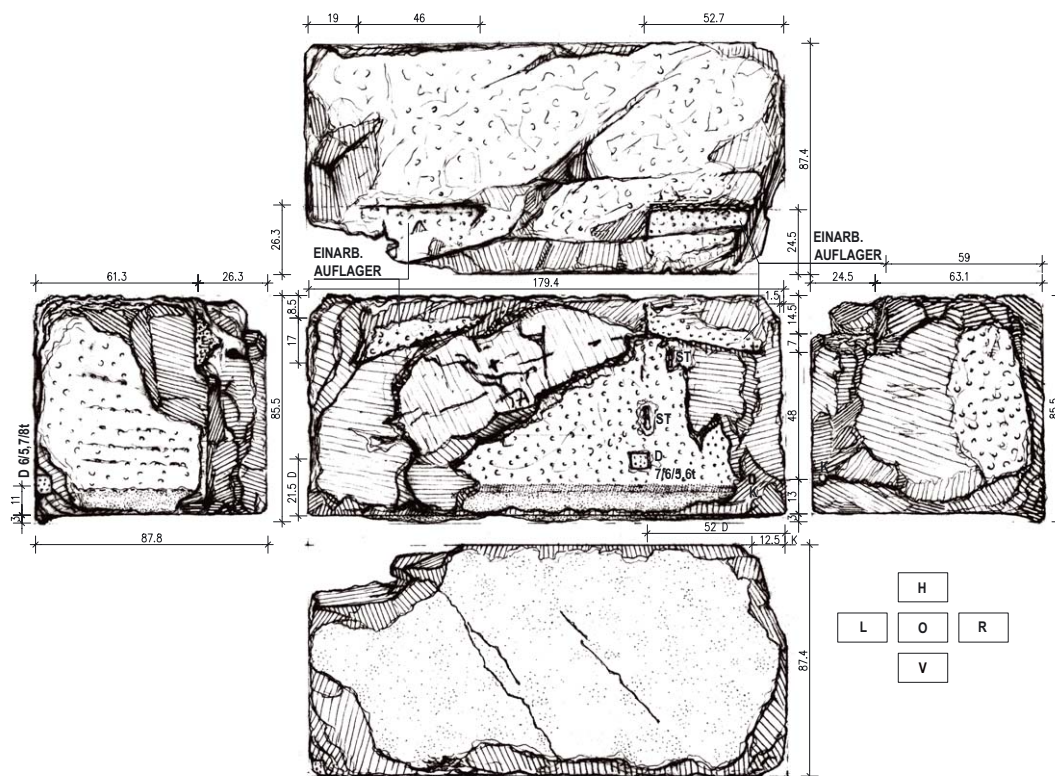 19 46 52.7
87.4
26.3 24.5
EINARB.
AUFLAGER
EINARB.
AUFLAGER
59
61.3 26.3 179.4 24.5 63.1
8.5 1.5 14.5
17 7
ST
85.5 48 85.5
ST
D 6/5,7/8t
D
7/6/5,6t
11 21.5 D 13
3 3
87.8 52 D
12.5 K
87.4
H
L O R
V